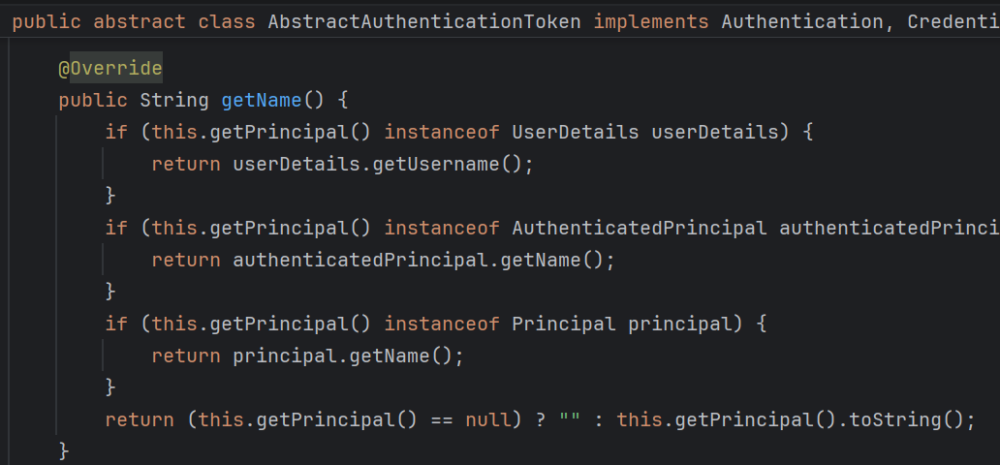 public abstract class AbstractAuthenticationToken implements Authentication, Credenti
@Override
public String getName() {
if (this.getPrincipal() instanceof UserDetails userDetails) {
return userDetails.getUsername();
}
if (this.getPrincipal() instanceof AuthenticatedPrincipal authenticatedPrinci
return authenticatedPrincipal.getName();
}
if (this.getPrincipal() instanceof Principal principal) {
return principal.getName();
}
return (this.getPrincipal() == null) ? "" : this.getPrincipal().toString();
}